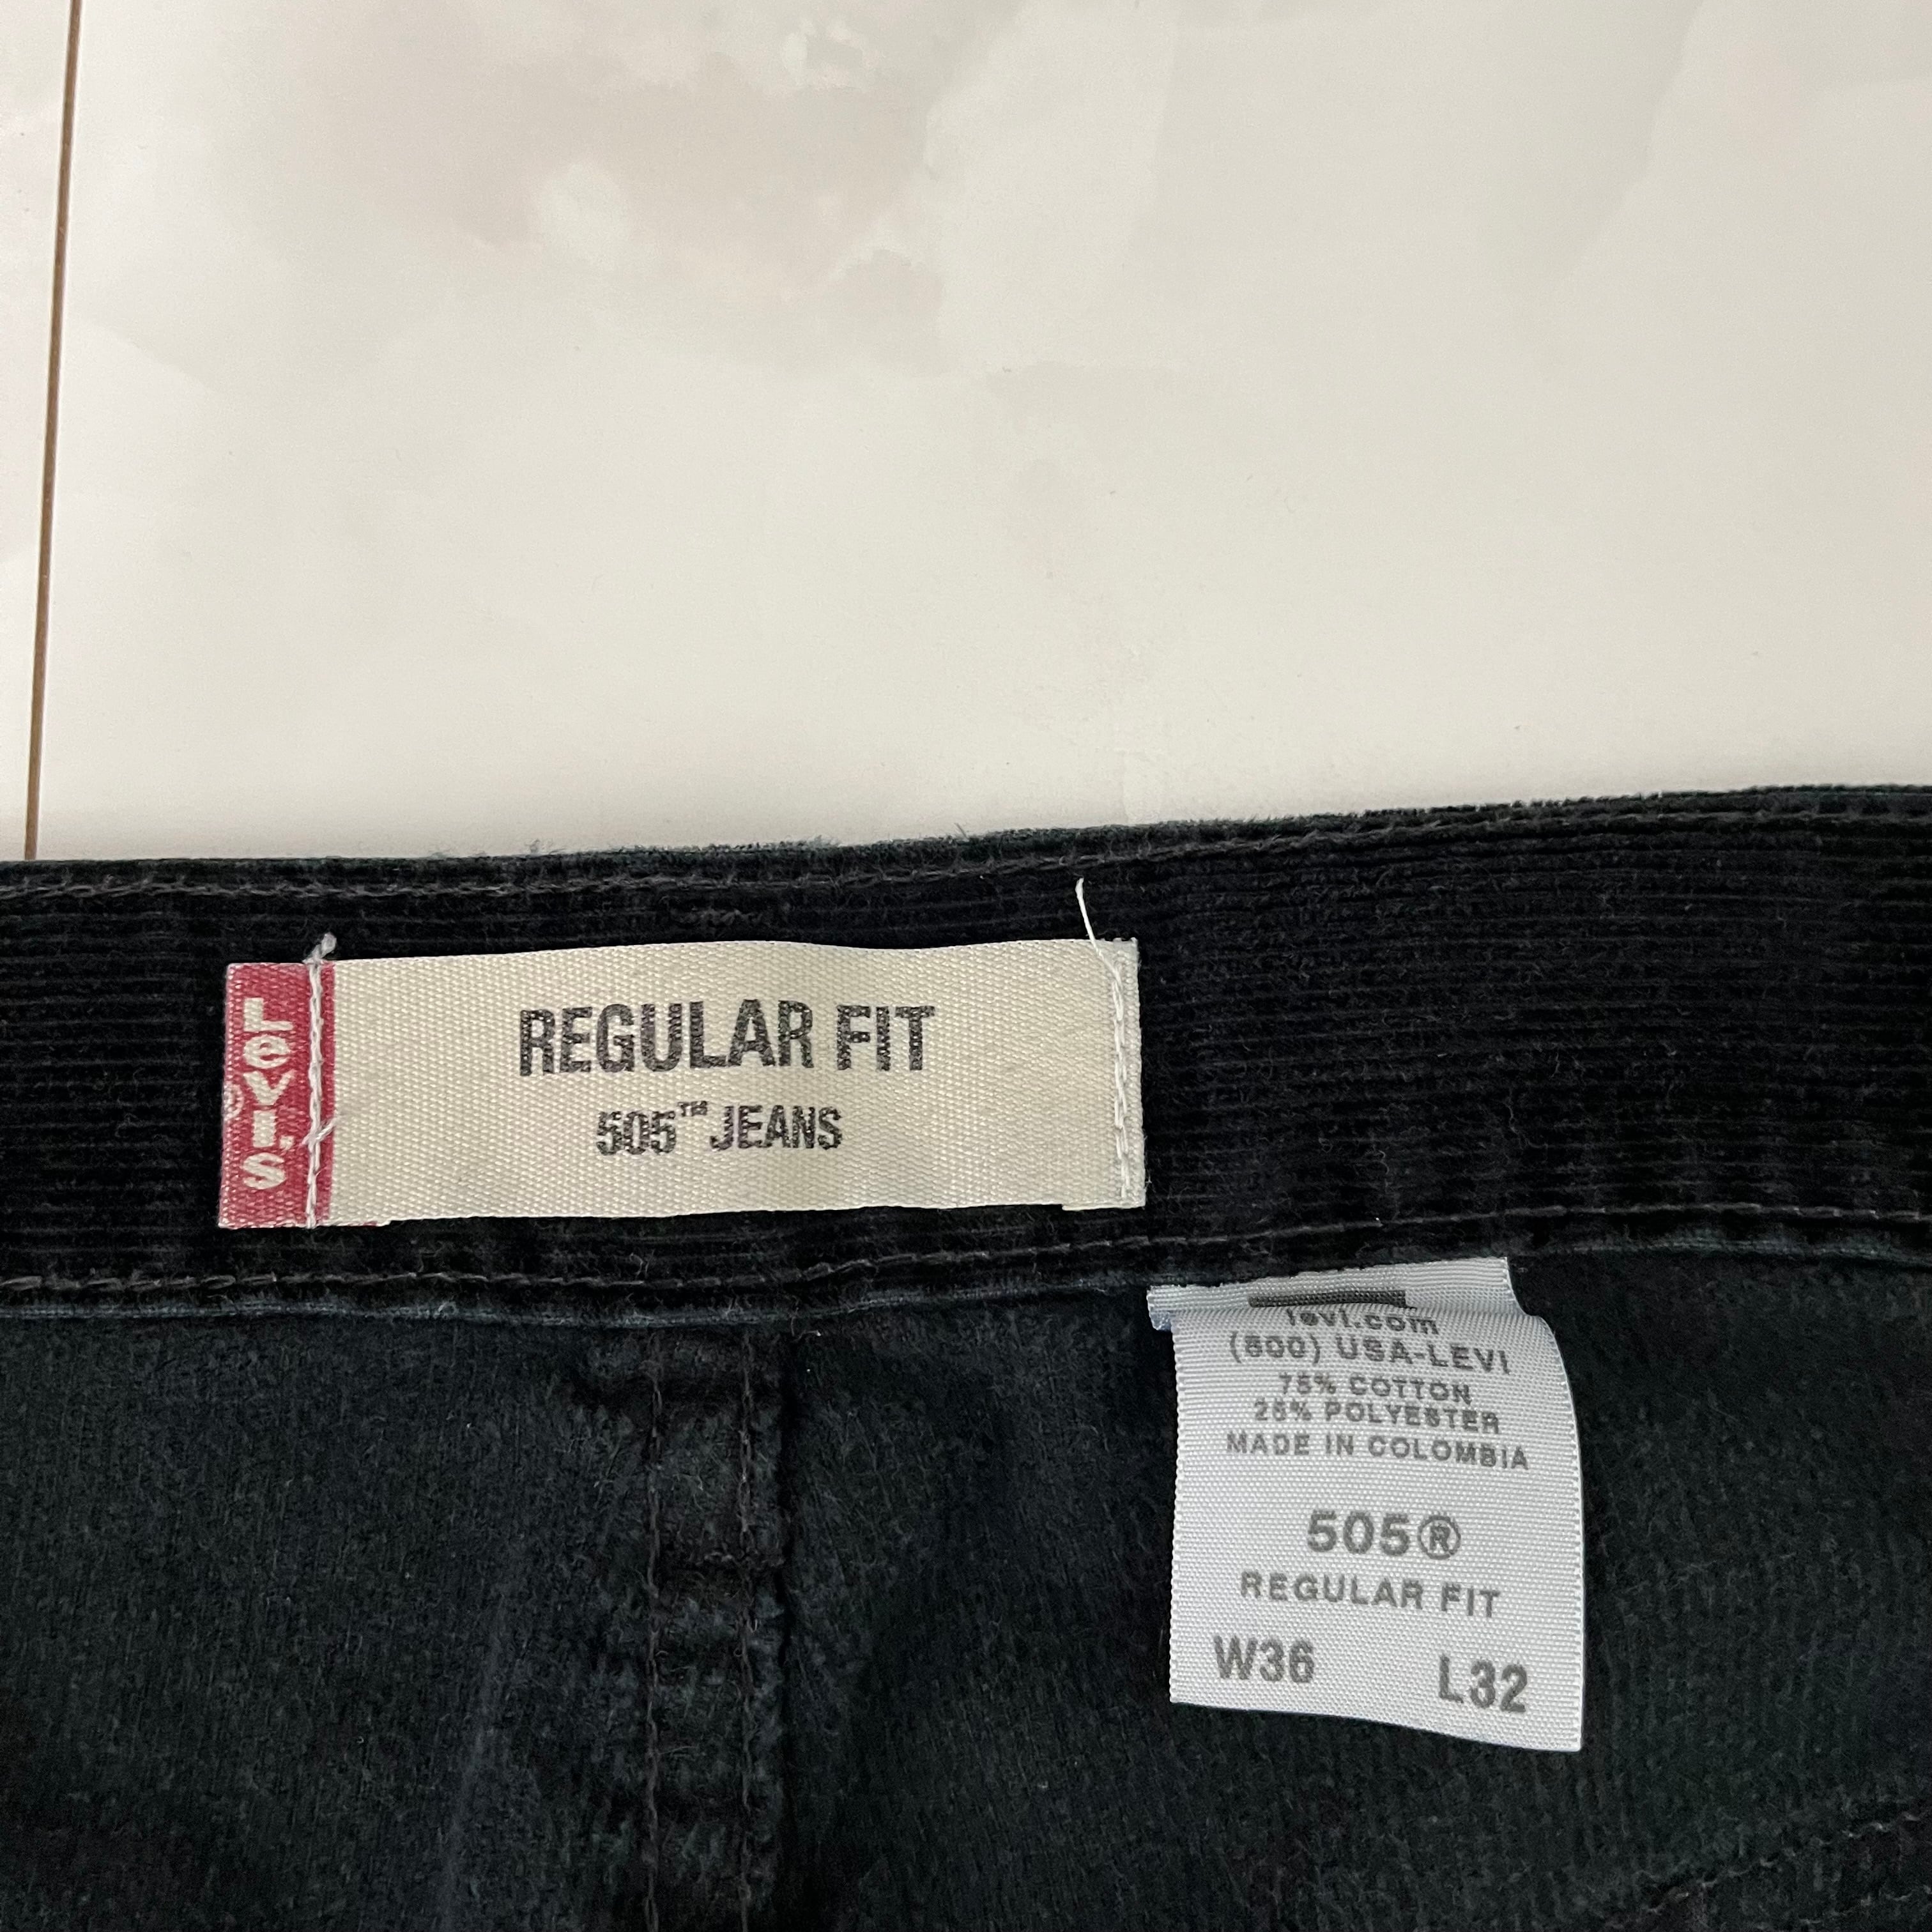 Levi's
REGULAR FIT
505™ JEANS
levi.com
(800) USA-LEVI
75% COTTON
25% POLYESTER
MADE IN COLOMBIA
505®
REGULAR FIT
W36 L32